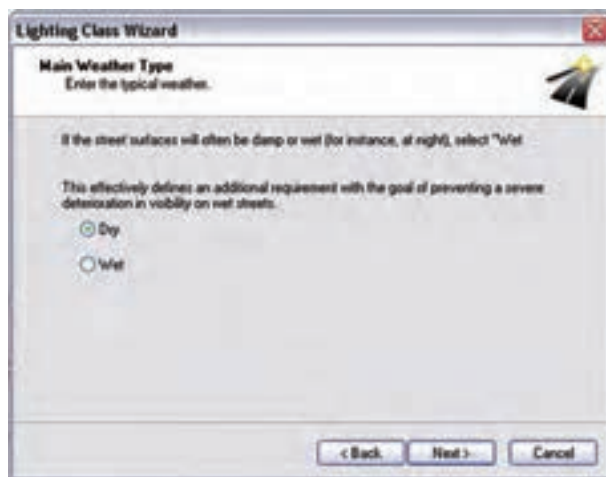 Lighting Class Wizard
Main Weather Type
Enter the typical weather.
If the street surfaces will often be damp or wet (for instance, at night), select "Wet
This effectively defines an additional requirement with the goal of preventing a severe
deterioration in visibility on wet streets.
Dry
Wet
< Back
Next >
Cancel